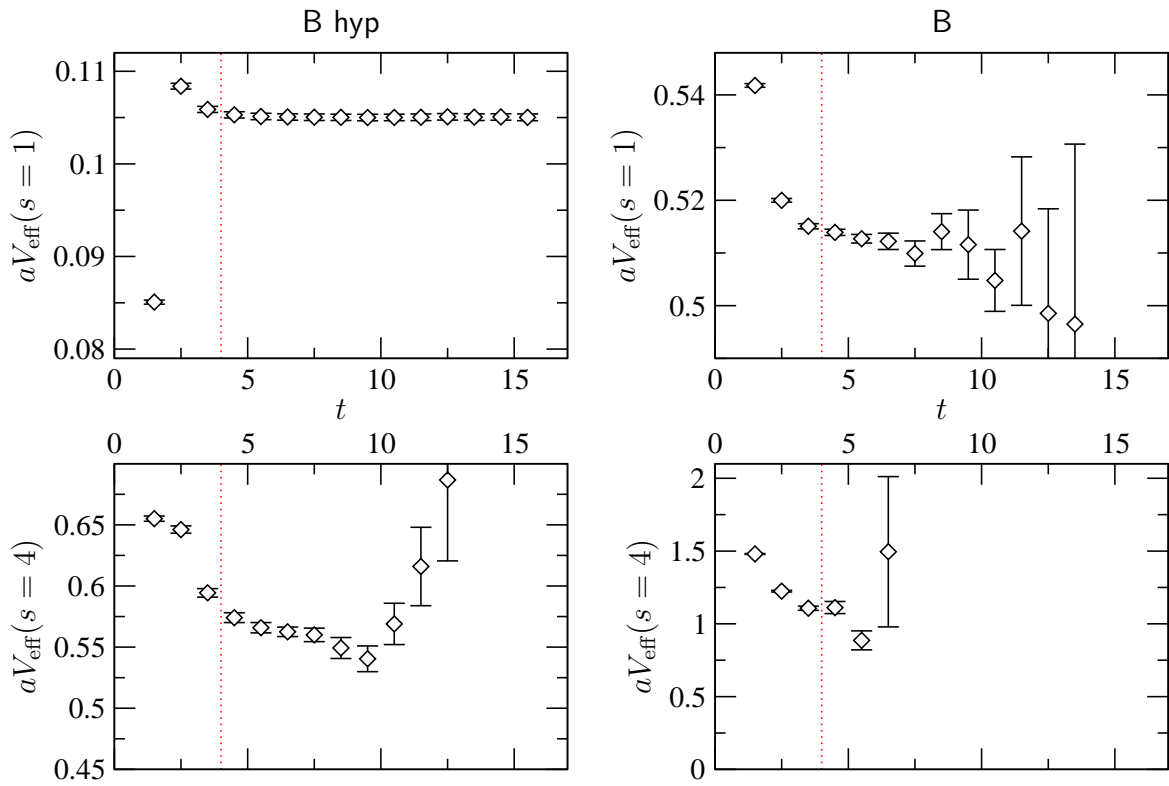 B hyp
B
aV_eff(s = 1)
0.11
0.1
0.09
0.08
0 5 10 15
t
aV_eff(s = 1)
0.54
0.52
0.5
0 5 10 15
t
0 5 10 15
aV_eff(s = 4)
0.65
0.6
0.55
0.5
0.45
0 5 10 15
aV_eff(s = 4)
2
1.5
1
0.5
0